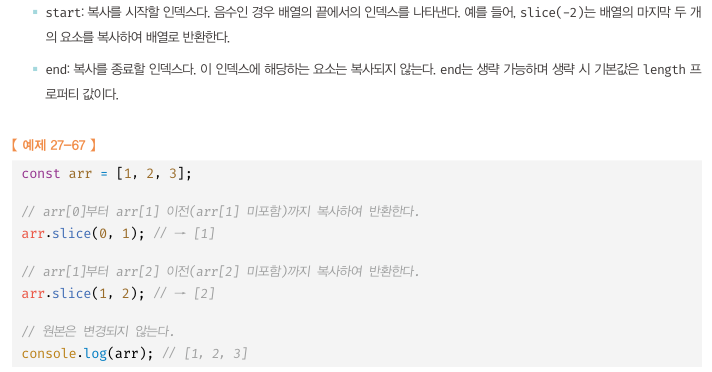 start: 복사를 시작할 인덱스다. 음수인 경우 배열의 끝에서의 인덱스를 나타낸다. 예를 들어, slice(-2)는 배열의 마지막 두 개
의 요소를 복사하여 배열로 반환한다.
end: 복사를 종료할 인덱스다. 이 인덱스에 해당하는 요소는 복사되지 않는다. end는 생략 가능하며 생략 시 기본값은 length 프
로퍼티 값이다.
【 예제 27-67 】
const arr = [1, 2, 3];
// arr[0]부터 arr[1] 이전(arr[1] 미포함)까지 복사하여 반환한다.
arr.slice(0, 1); // → [1]
// arr[1]부터 arr[2] 이전(arr[2] 미포함)까지 복사하여 반환한다.
arr.slice(1, 2); // → [2]
// 원본은 변경되지 않는다.
console.log(arr); // [1, 2, 3]